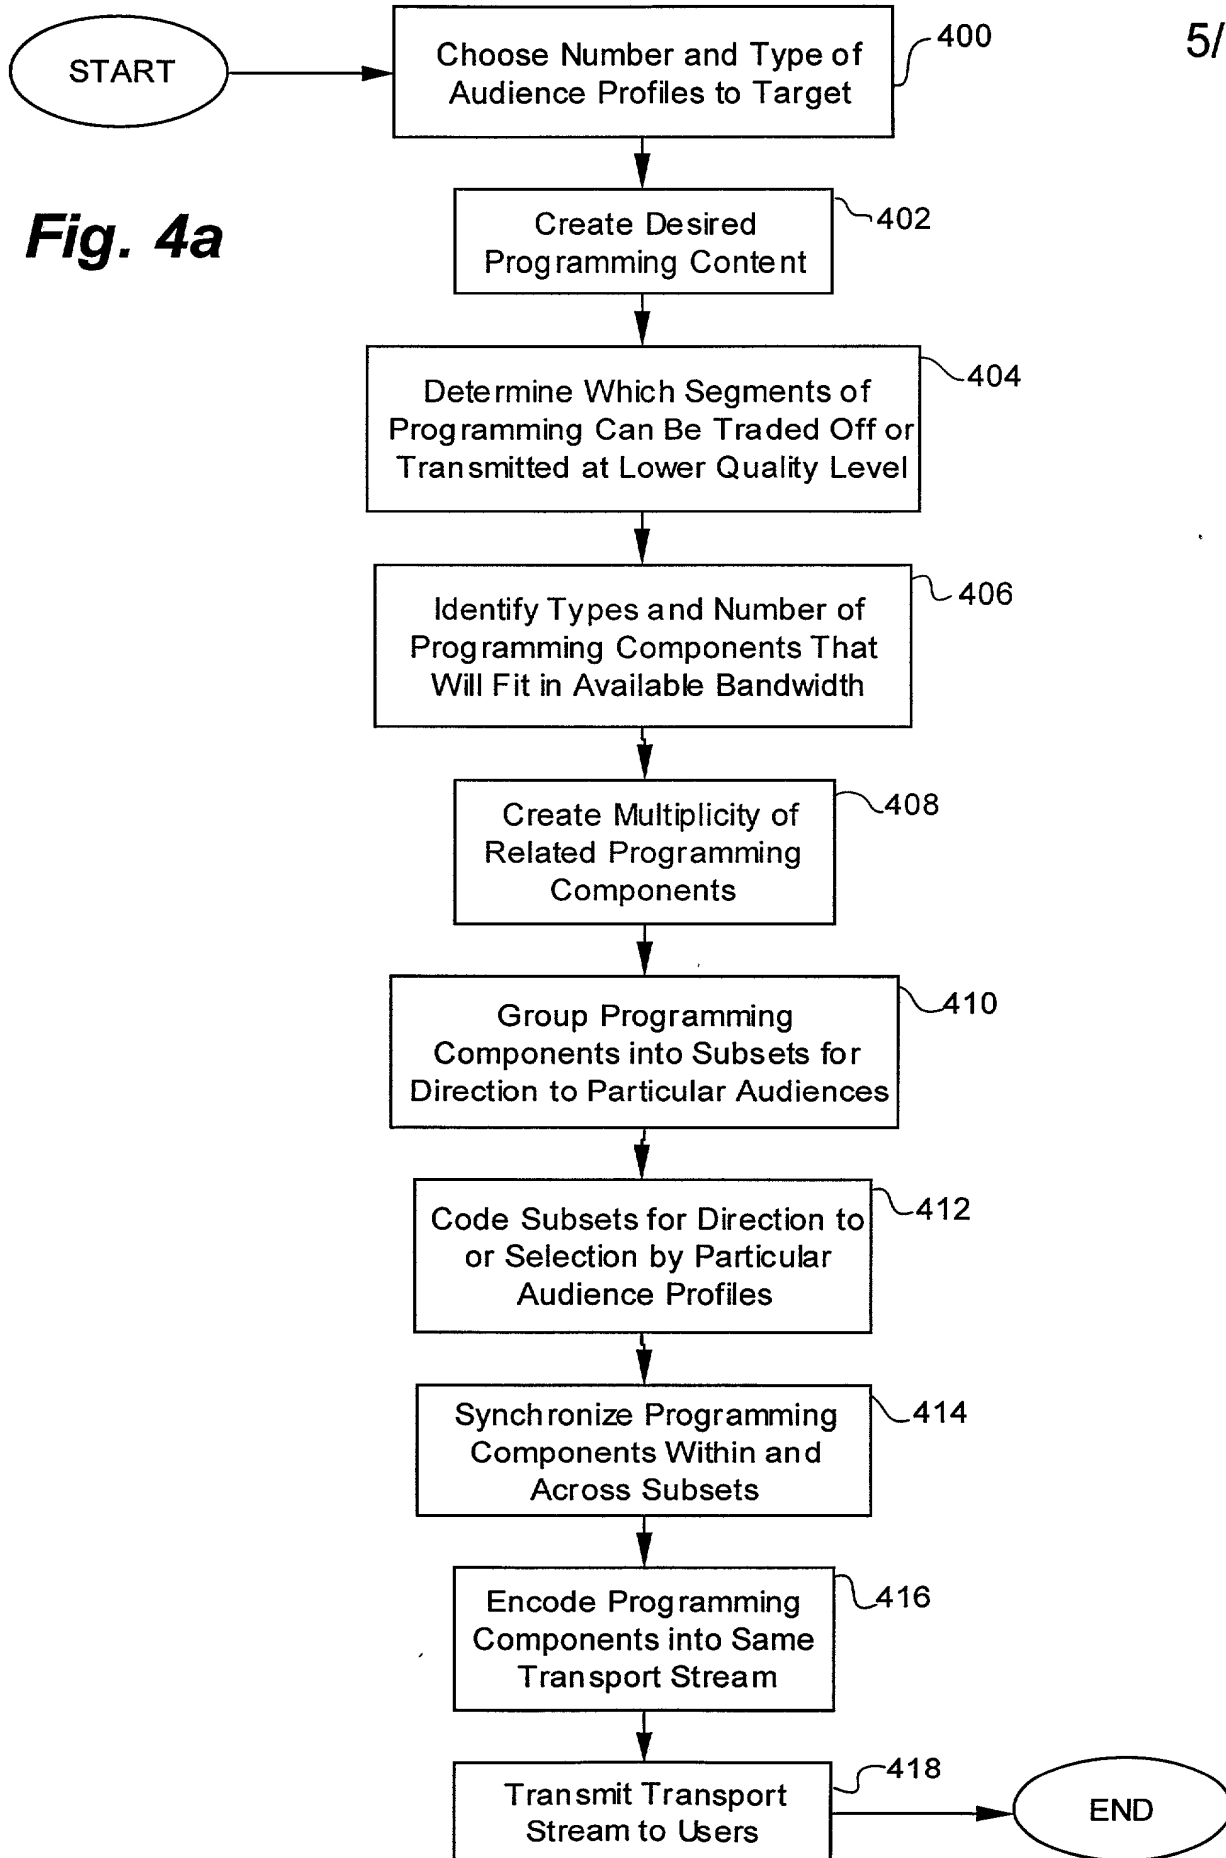 START
Choose Number and Type of
Audience Profiles to Target
400
5/
Fig. 4a
Create Desired
Programming Content
402
Determine Which Segments of
Programming Can Be Traded Off or
Transmitted at Lower Quality Level
404
Identify Types and Number of
Programming Components That
Will Fit in Available Bandwidth
406
Create Multiplicity of
Related Programming
Components
408
Group Programming
Components into Subsets for
Direction to Particular Audiences
410
Code Subsets for Direction to
or Selection by Particular
Audience Profiles
412
Synchronize Programming
Components Within and
Across Subsets
414
Encode Programming
Components into Same
Transport Stream
416
Transmit Transport
Stream to Users
418
END